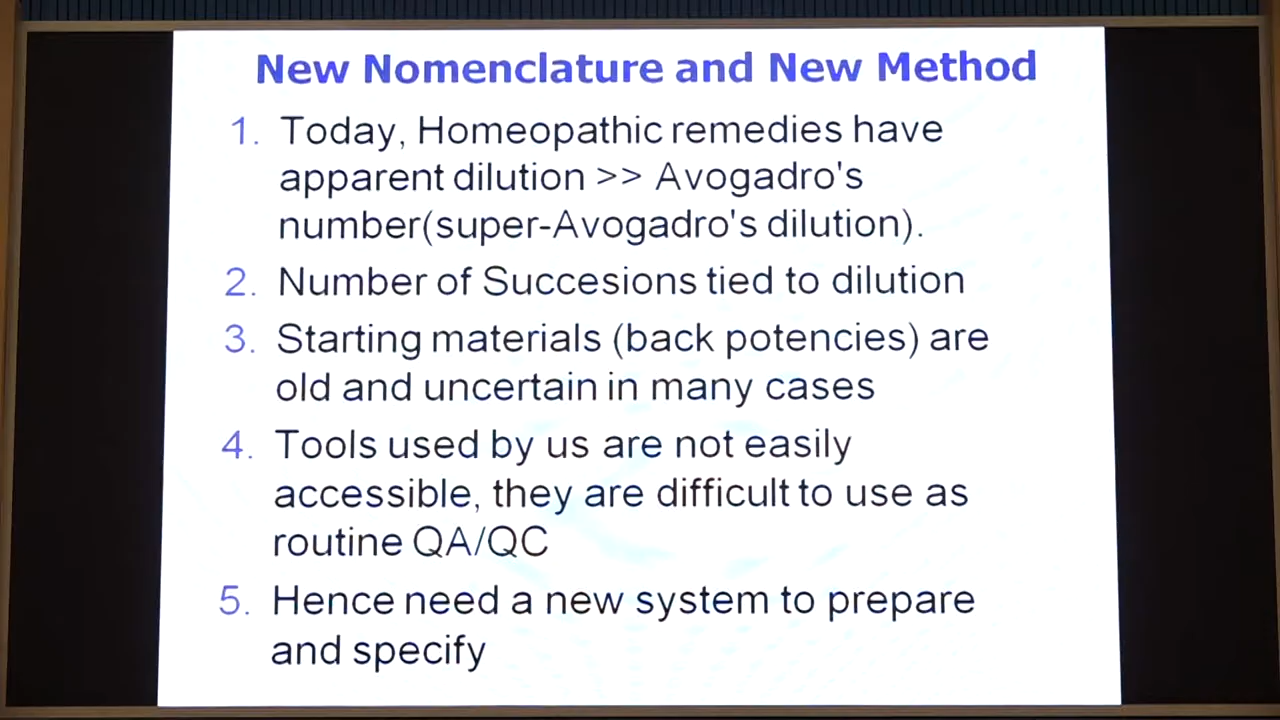 New Nomenclature and New Method
1. Today, Homeopathic remedies have
apparent dilution >> Avogadro's
number(super-Avogadro's dilution).
2. Number of Succesions tied to dilution
3. Starting materials (back potencies) are
old and uncertain in many cases
4. Tools used by us are not easily
accessible, they are difficult to use as
routine QA/QC
5. Hence need a new system to prepare
and specify